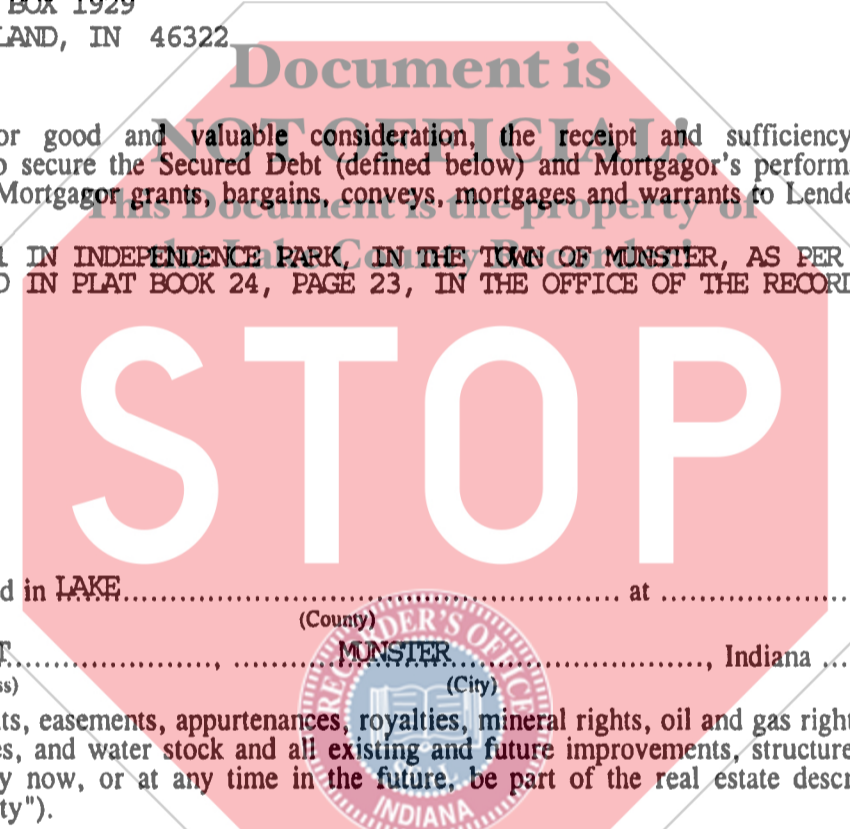 BOX 1929
LAND, IN 46322
Document is
NOT OFFICIAL!
or good and valuable consideration, the receipt and sufficiency
o secure the Secured Debt (defined below) and Mortgagor's perform
Mortgagor grants, bargains, conveys, mortgages and warrants to Lende
This Document is the property of
the Lake County Recorder!
1 IN INDEPENDENCE PARK, IN THE TOWN OF MUNSTER, AS PER
D IN PLAT BOOK 24, PAGE 23, IN THE OFFICE OF THE RECORD
STOP
d in LAKE at
(County)
T, MUNSTER, Indiana
ss) (City)
RECORDER'S OFFICE
ts, easements, appurtenances, royalties, mineral rights, oil and gas right
es, and water stock and all existing and future improvements, structure
y now, or at any time in the future, be part of the real estate descr
ty").
INDIANA